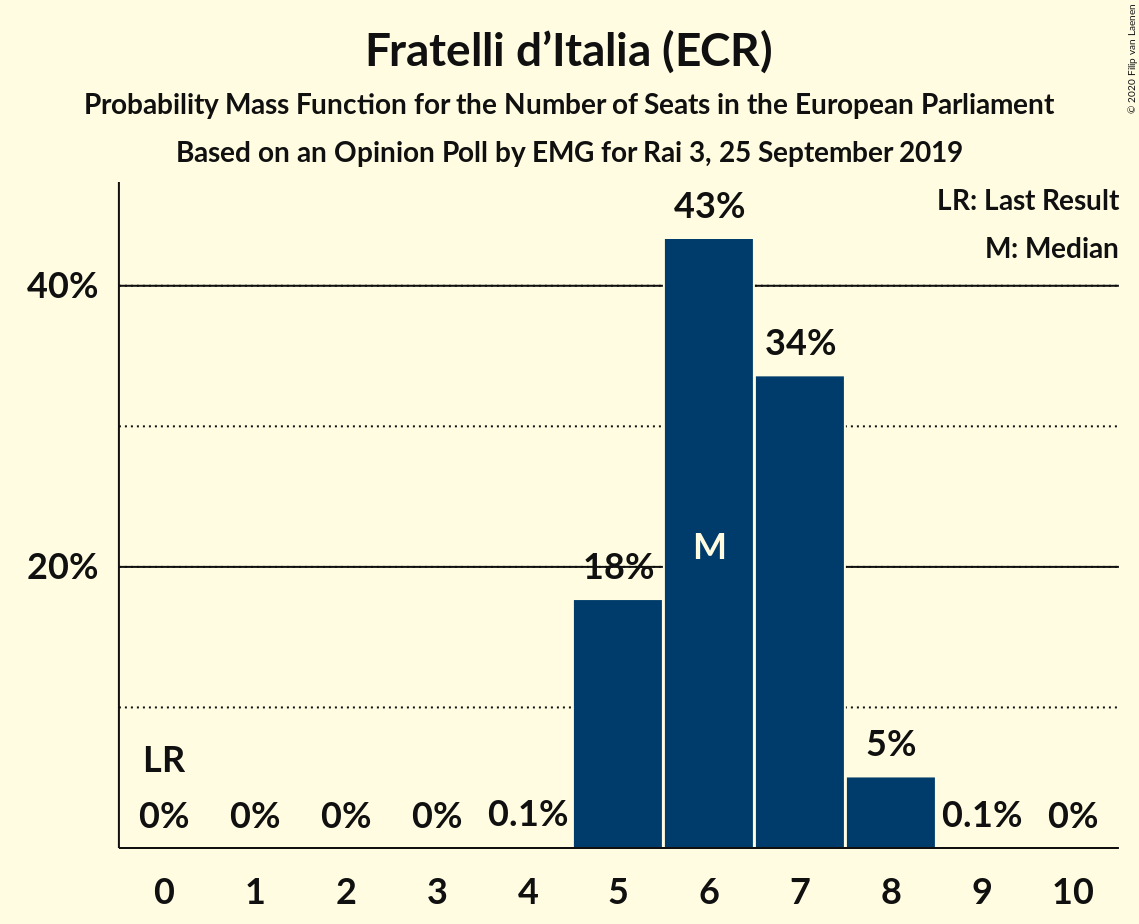 Fratelli d’Italia (ECR)
Probability Mass Function for the Number of Seats in the European Parliament
Based on an Opinion Poll by EMG for Rai 3, 25 September 2019
© 2020 Filip van Laenen
LR: Last Result
M: Median
43%
40%
34%
M
20%
18%
5%
LR
0% 0% 0% 0% 0.1% 0.1% 0%
0 1 2 3 4 5 6 7 8 9 10